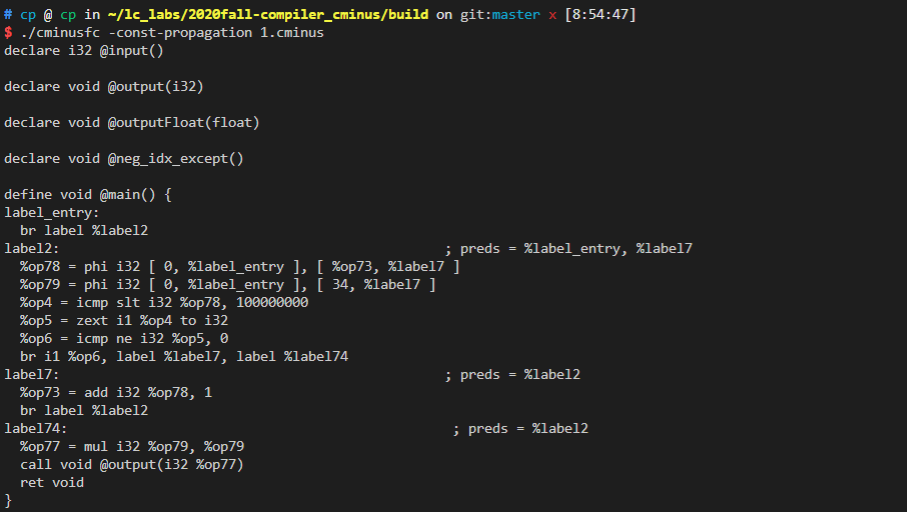 # cp @ cp in ~/lc_labs/2020fall-compiler_cminus/build on git:master x [8:54:47]
$ ./cminusfc -const-propagation 1.cminus
declare i32 @input()
declare void @output(i32)
declare void @outputFloat(float)
declare void @neg_idx_except()
define void @main() {
label_entry:
  br label %label2
label2:                                                ; preds = %label_entry, %label7
  %op78 = phi i32 [ 0, %label_entry ], [ %op73, %label7 ]
  %op79 = phi i32 [ 0, %label_entry ], [ 34, %label7 ]
  %op4 = icmp slt i32 %op78, 100000000
  %op5 = zext i1 %op4 to i32
  %op6 = icmp ne i32 %op5, 0
  br i1 %op6, label %label7, label %label74
label7:                                                ; preds = %label2
  %op73 = add i32 %op78, 1
  br label %label2
label74:                                                ; preds = %label2
  %op77 = mul i32 %op79, %op79
  call void @output(i32 %op77)
  ret void
}